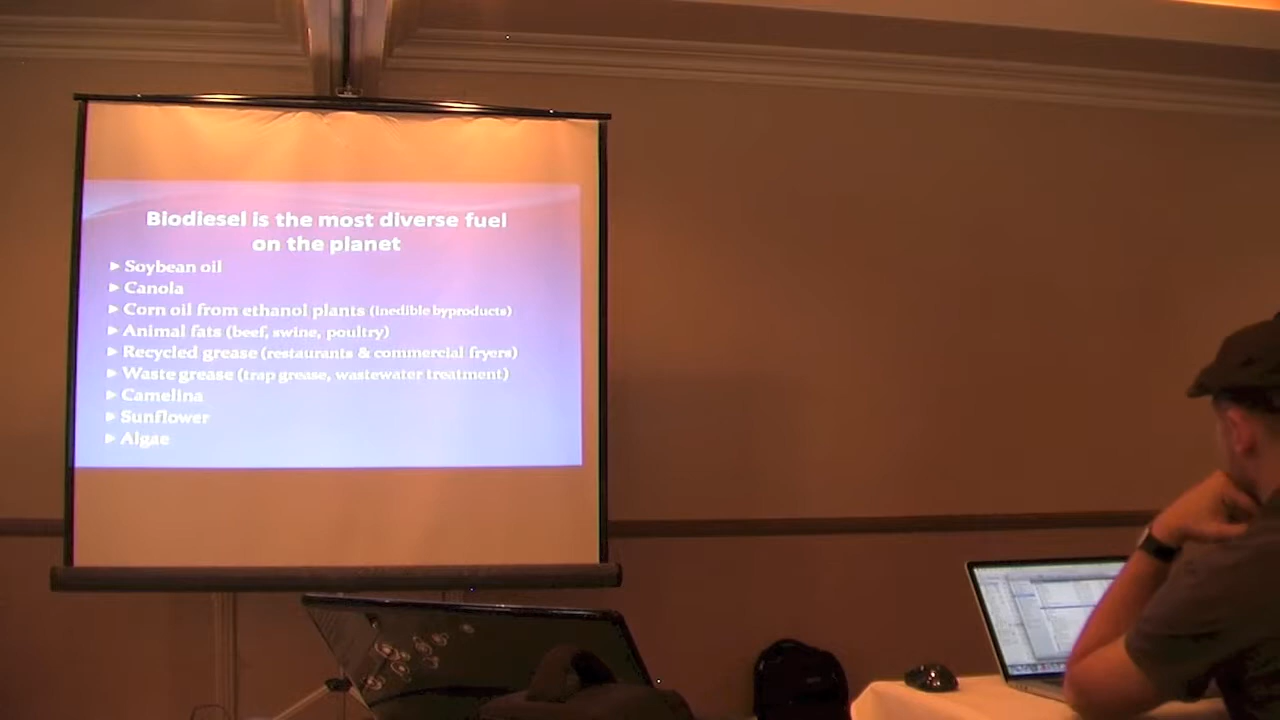 Biodiesel is the most diverse fuel
on the planet
► Soybean oil
► Canola
► Corn oil from ethanol plants (inedible byproducts)
► Animal fats (beef, swine, poultry)
► Recycled grease (restaurants & commercial fryers)
► Waste grease (trap grease, wastewater treatment)
► Camelina
► Sunflower
► Algae